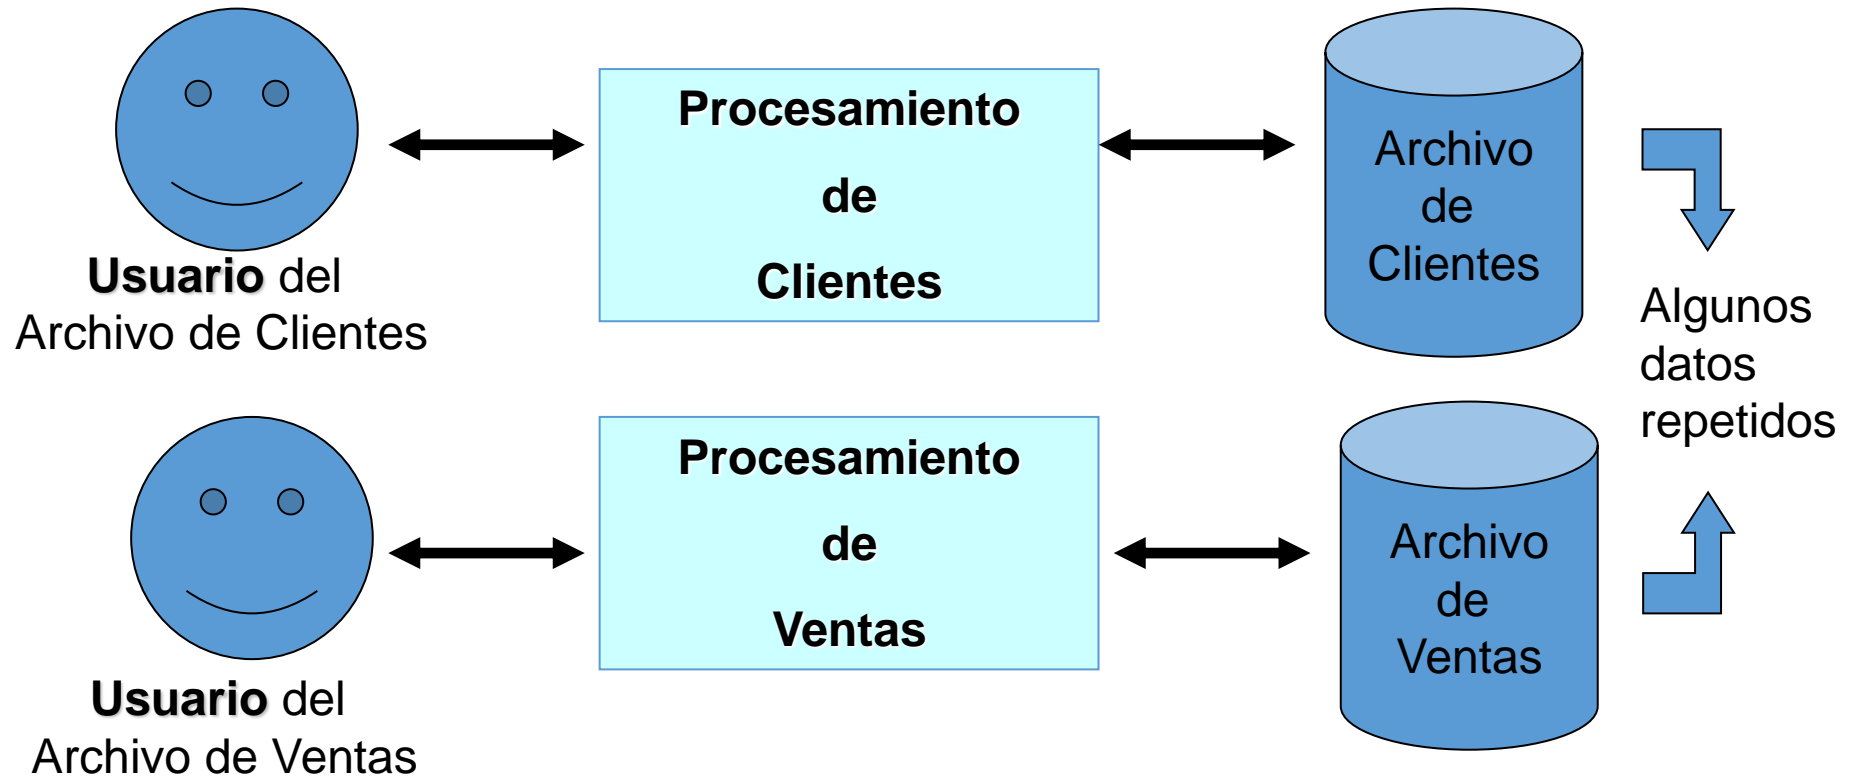 Procesamiento
de
Clientes
Archivo
de
Clientes
Usuario del
Archivo de Clientes
Algunos
datos
repetidos
Procesamiento
de
Ventas
Archivo
de
Ventas
Usuario del
Archivo de Ventas